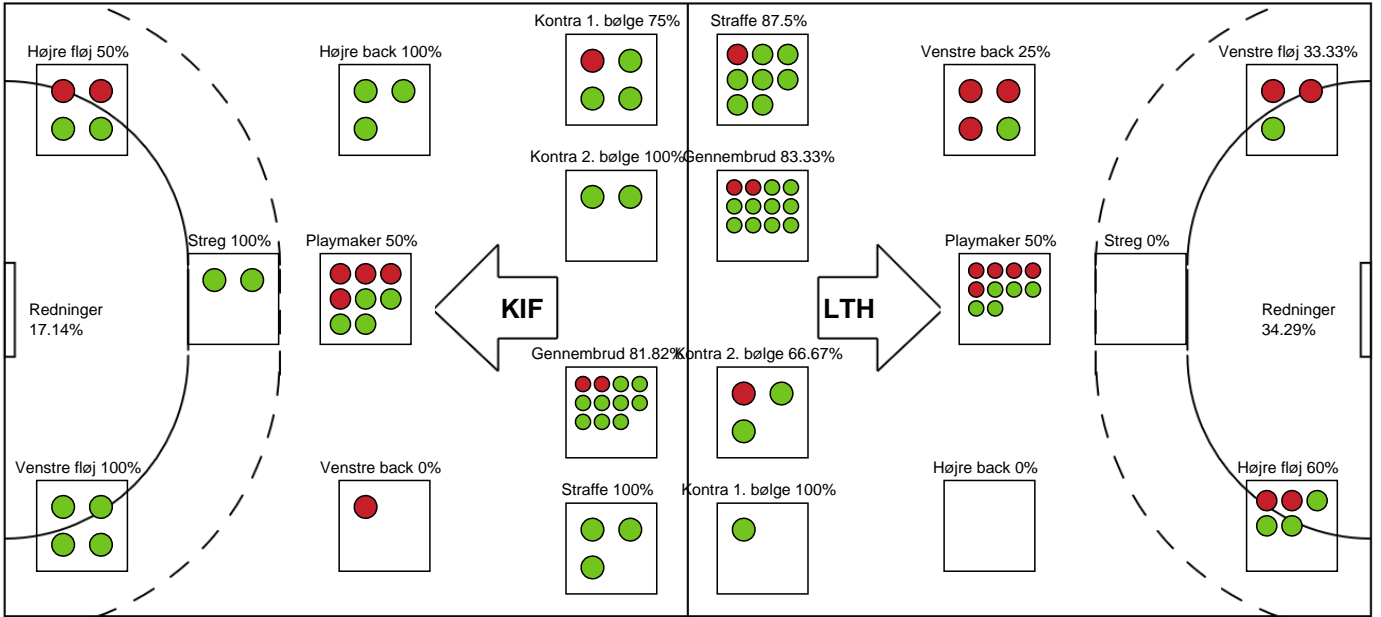 Kontra 1. bølge 75%
Straffe 87.5%
Højre fløj 50%
Højre back 100%
Venstre back 25%
Venstre fløj 33.33%
Kontra 2. bølge 100%
Gennembrud 83.33%
Streg 100%
Playmaker 50%
Playmaker 50%
Streg 0%
Redninger
17.14%
KIF
LTH
Redninger
34.29%
Gennembrud 81.82%
Kontra 2. bølge 66.67%
Venstre fløj 100%
Venstre back 0%
Straffe 100%
Kontra 1. bølge 100%
Højre back 0%
Højre fløj 60%